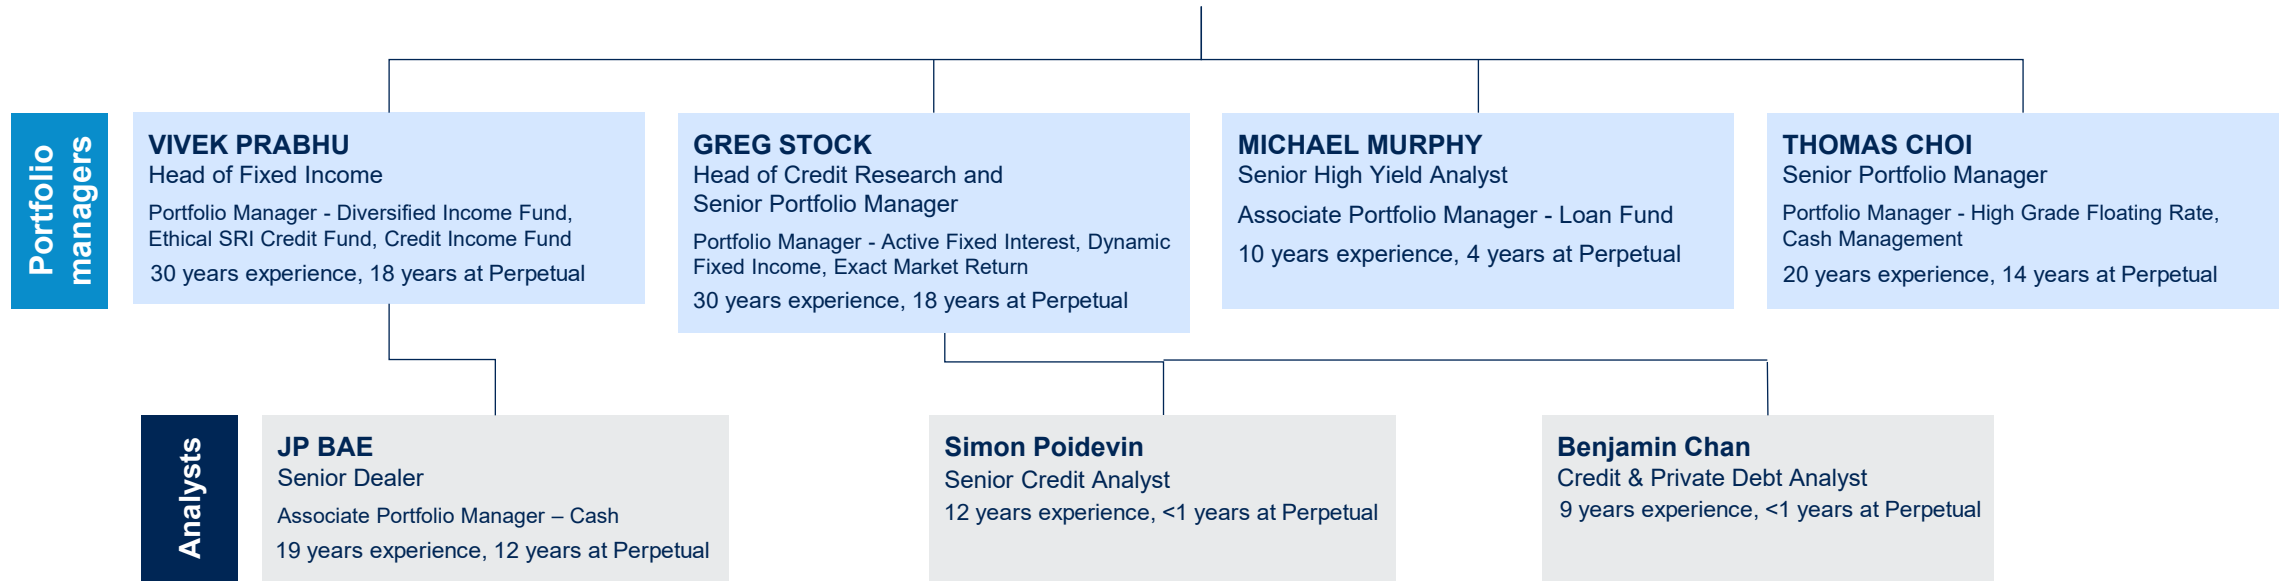 Portfolio
managers
VIVEK PRABHU
Head of Fixed Income
Portfolio Manager - Diversified Income Fund,
Ethical SRI Credit Fund, Credit Income Fund
30 years experience, 18 years at Perpetual
GREG STOCK
Head of Credit Research and
Senior Portfolio Manager
Portfolio Manager - Active Fixed Interest, Dynamic
Fixed Income, Exact Market Return
30 years experience, 18 years at Perpetual
MICHAEL MURPHY
Senior High Yield Analyst
Associate Portfolio Manager - Loan Fund
10 years experience, 4 years at Perpetual
THOMAS CHOI
Senior Portfolio Manager
Portfolio Manager - High Grade Floating Rate,
Cash Management
20 years experience, 14 years at Perpetual
Analysts
JP BAE
Senior Dealer
Associate Portfolio Manager – Cash
19 years experience, 12 years at Perpetual
Simon Poidevin
Senior Credit Analyst
12 years experience, <1 years at Perpetual
Benjamin Chan
Credit & Private Debt Analyst
9 years experience, <1 years at Perpetual